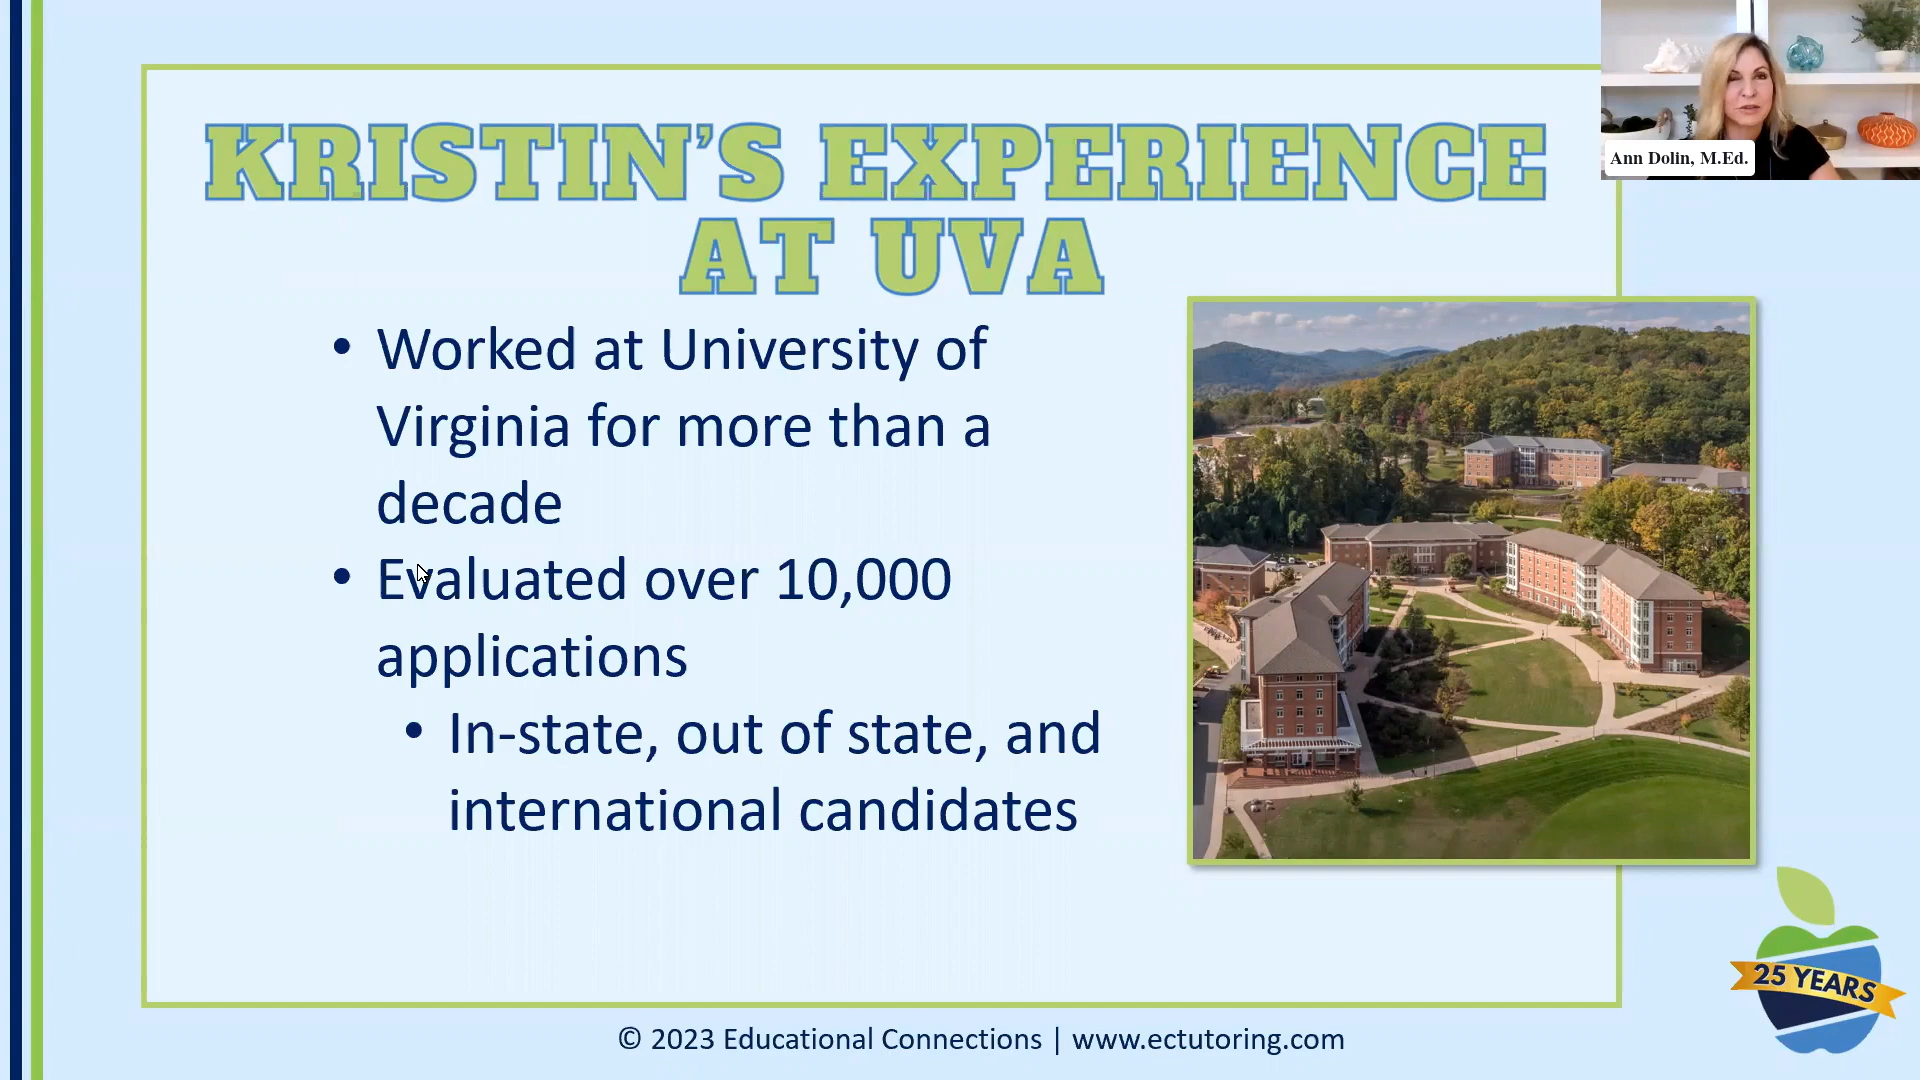 KRISTIN’S EXPERIENCE
AT UVA
Ann Dolin, M.Ed.
• Worked at University of
Virginia for more than a
decade
• Evaluated over 10,000
applications
• In-state, out of state, and
international candidates
25 YEARS
© 2023 Educational Connections | www.ectutoring.com